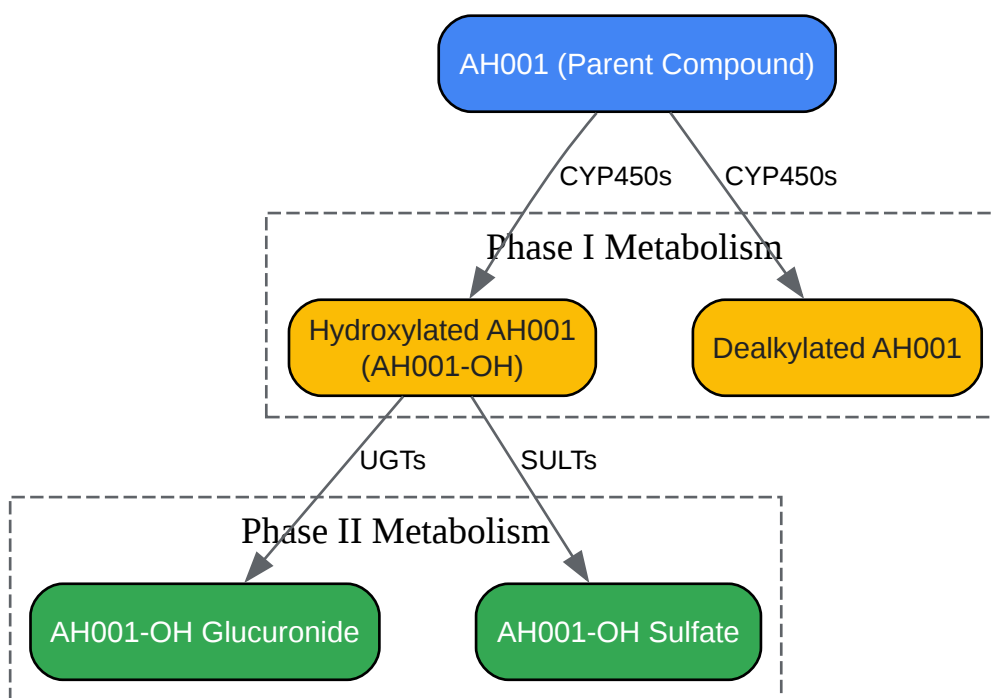 AH001 (Parent Compound)
CYP450s
CYP450s
Phase I Metabolism
Hydroxylated AH001
(AH001-OH)
Dealkylated AH001
UGTs
SULTs
Phase II Metabolism
AH001-OH Glucuronide
AH001-OH Sulfate